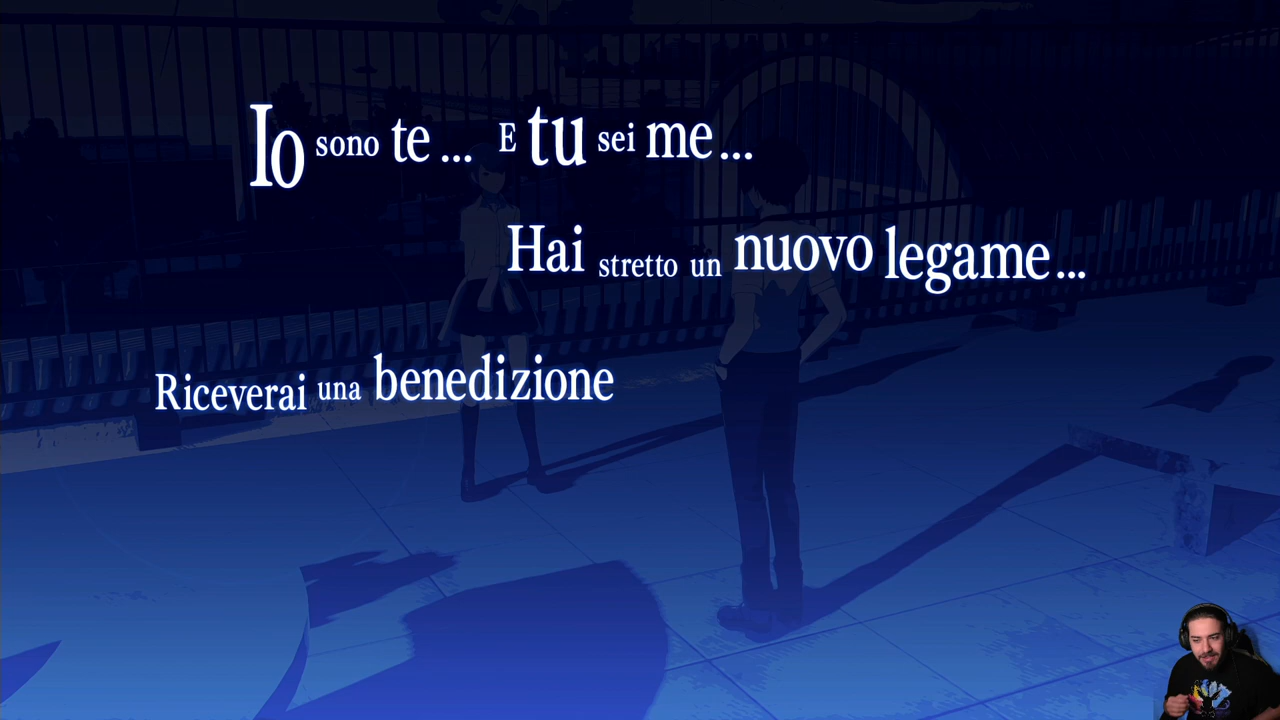 Io sono te... E tu sei me...
Hai stretto un nuovo legame...
Riceverai una benedizione